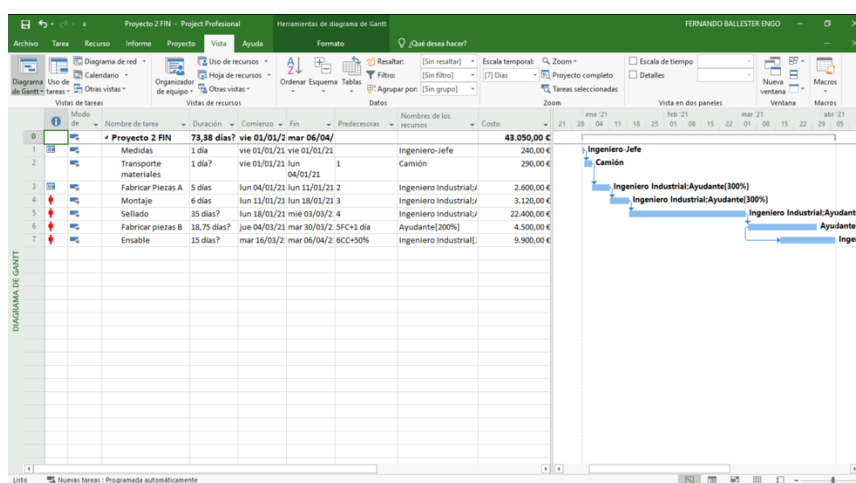 Proyecto 2 FIN - Project Profesional
Herramientas de diagrama de Gantt
FERNANDO BALLESTER ENGO
Archivo Tarea Recurso Informe Proyecto Vista Ayuda Formato ¿Qué desea hacer?
Diagrama de Gantt
Uso de tareas
Diagrama de red
Calendario
Otras vistas
Vistas de tareas
Organizador de equipo
Uso de recursos
Hoja de recursos
Otras vistas
Vistas de recursos
Ordenar Esquema Tablas
Resaltar: [Sin resaltar]
Filtro: [Sin filtro]
Agrupar por: [Sin grupo]
Datos
Escala temporal:
[7] Días
Zoom
Proyecto completo
Tareas seleccionadas
Zoom
Escala de tiempo
Detalles
Vista en dos paneles
Nueva ventana
Ventana
Macros
Macros
Modo de
Nombre de tarea
Duración
Comienzo
Fin
Predecesoras
Nombres de los recursos
Costo
ene '21 feb '21 mar '21 abr '21
21 28 04 11 18 25 01 08 15 22 01 08 15 22 29 05
0 Proyecto 2 FIN 73,38 días? vie 01/01/2 mar 06/04/ 43.050,00 €
1 Medidas 1 día vie 01/01/21 vie 01/01/21 Ingeniero-Jefe 240,00 €
2 Transporte materiales 1 día? vie 01/01/21 lun 04/01/21 1 Camión 290,00 €
3 Fabricar Piezas A 5 días lun 04/01/21 lun 11/01/21 2 Ingeniero Industrial;A 2.600,00 €
4 Montaje 6 días lun 11/01/21 lun 18/01/21 3 Ingeniero Industrial;A 3.120,00 €
5 Sellado 35 días? lun 18/01/21 mié 03/03/2 4 Ingeniero Industrial;A 22.400,00 €
6 Fabricar piezas B 18,75 días? jue 04/03/21 mar 30/03/2 5FC+1 día Ayudante[200%] 4.500,00 €
7 Ensable 15 días? mar 16/03/2 mar 06/04/2 6CC+50% Ingeniero Industrial[ 9.900,00 €
Ingeniero-Jefe
Camión
Ingeniero Industrial;Ayudante[300%]
Ingeniero Industrial;Ayudante[300%]
Ingeniero Industrial;Ayudant
Ayudante
Inge
DIAGRAMA DE GANTT
Listo Nuevas tareas : Programada automáticamente